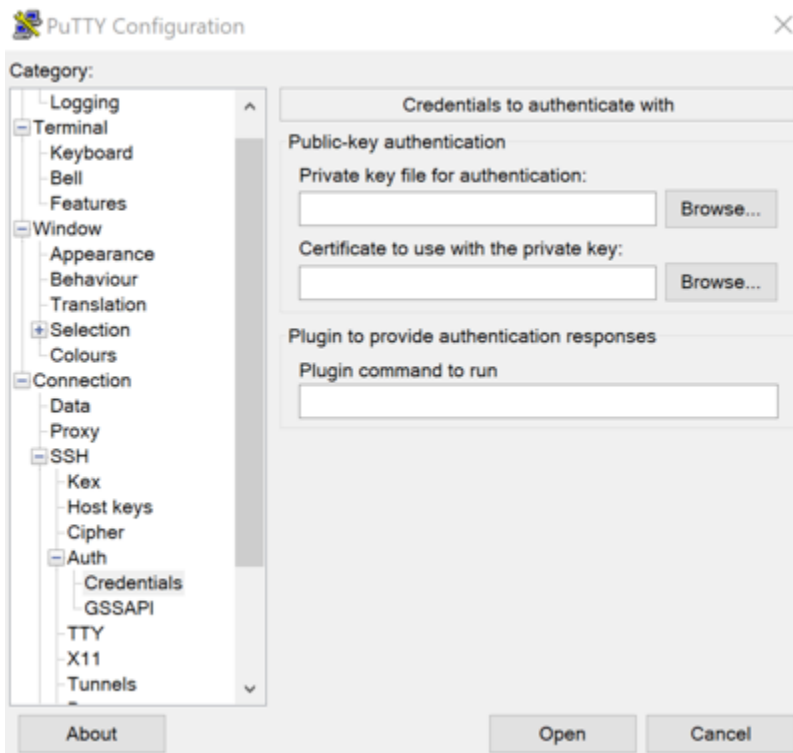 PuTTY Configuration
Category:
Logging
Terminal
Keyboard
Bell
Features
Window
Appearance
Behaviour
Translation
Selection
Colours
Connection
Data
Proxy
SSH
Kex
Host keys
Cipher
Auth
Credentials
GSSAPI
TTY
X11
Tunnels
Credentials to authenticate with
Public-key authentication
Private key file for authentication:
Browse...
Certificate to use with the private key:
Browse...
Plugin to provide authentication responses
Plugin command to run
About
Open
Cancel